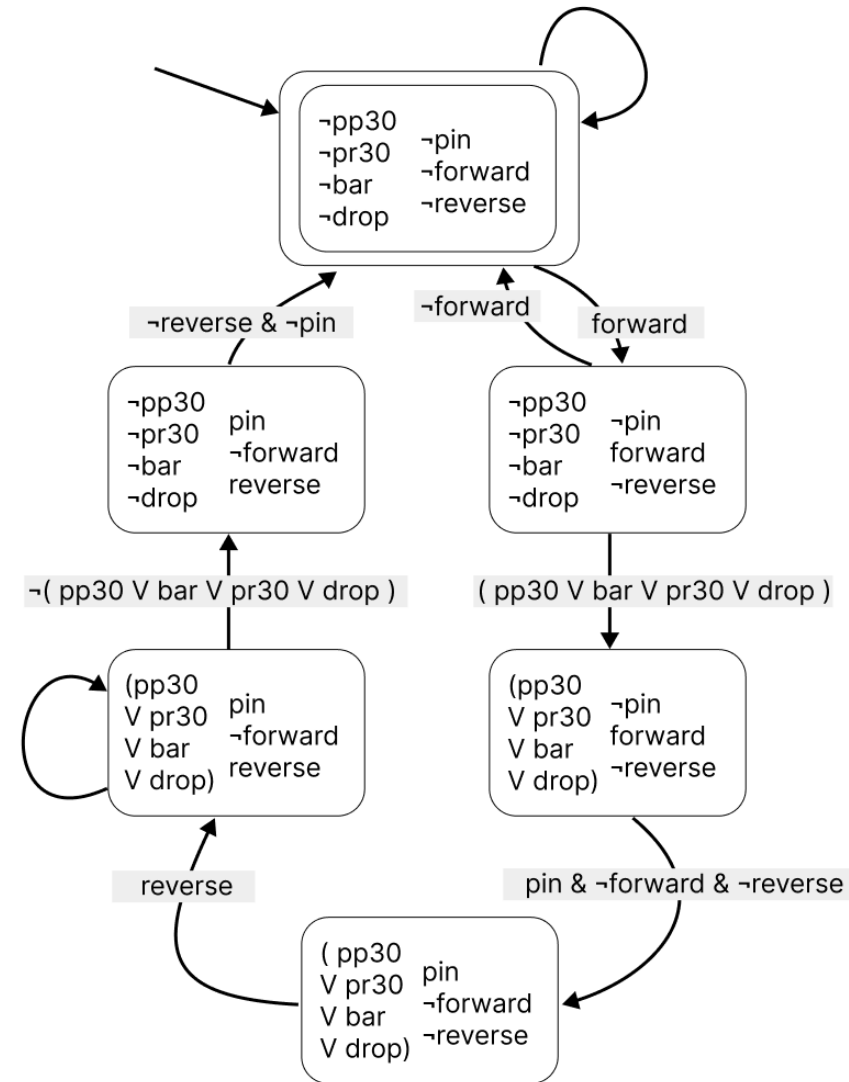 ¬pp30
¬pr30
¬bar
¬drop
¬pin
¬forward
¬reverse
¬reverse & ¬pin
¬forward
forward
¬pp30
¬pr30
¬bar
¬drop
pin
¬forward
reverse
¬pp30
¬pr30
¬bar
¬drop
¬pin
forward
¬reverse
¬( pp30 V bar V pr30 V drop )
( pp30 V bar V pr30 V drop )
(pp30
V pr30
V bar
V drop)
pin
¬forward
reverse
(pp30
V pr30
V bar
V drop)
¬pin
forward
¬reverse
reverse
pin & ¬forward & ¬reverse
( pp30
V pr30
V bar
V drop)
pin
¬forward
¬reverse